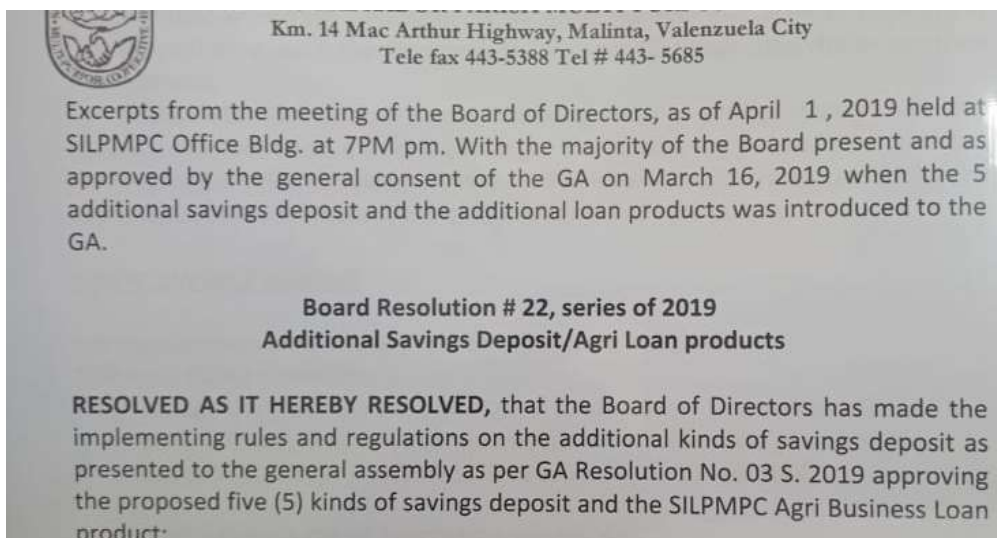 Km. 14 Mac Arthur Highway, Malinta, Valenzuela City
Tele fax 443-5388 Tel # 443- 5685
Excerpts from the meeting of the Board of Directors, as of April 1 , 2019 held at
SILPMPC Office Bldg. at 7PM pm. With the majority of the Board present and as
approved by the general consent of the GA on March 16, 2019 when the 5
additional savings deposit and the additional loan products was introduced to the
GA.
Board Resolution # 22, series of 2019
Additional Savings Deposit/Agri Loan products
RESOLVED AS IT HEREBY RESOLVED, that the Board of Directors has made the
implementing rules and regulations on the additional kinds of savings deposit as
presented to the general assembly as per GA Resolution No. 03 S. 2019 approving
the proposed five (5) kinds of savings deposit and the SILPMPC Agri Business Loan
product: